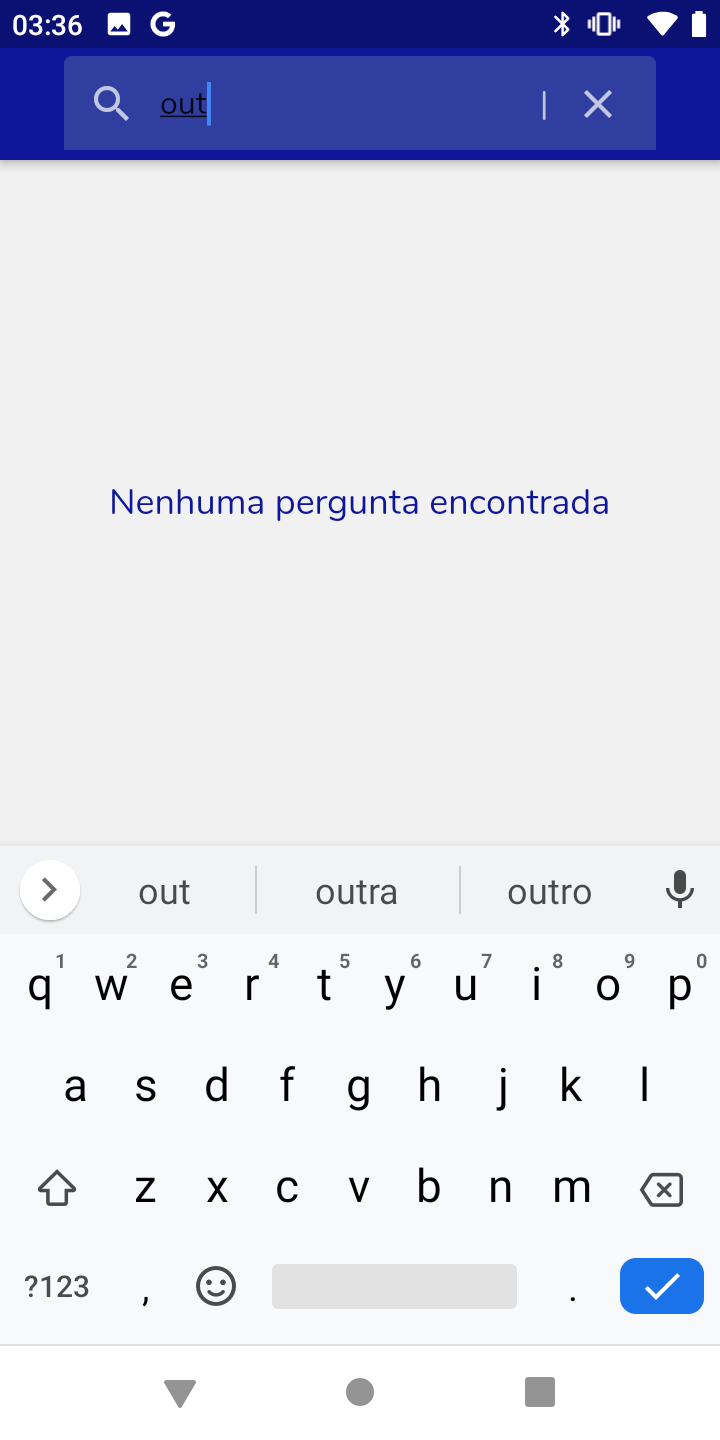 03:36
out
Nenhuma pergunta encontrada
out outra outro
1 2 3 4 5 6 7 8 9 0
q w e r t y u i o p
a s d f g h j k l
z x c v b n m
?123 , .